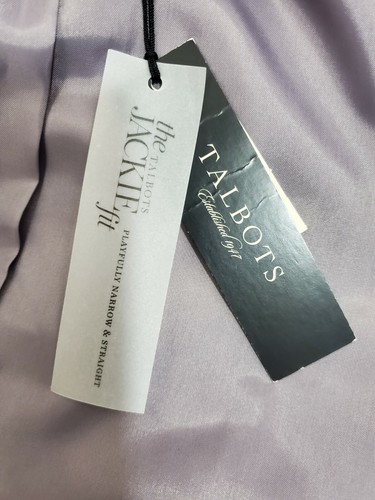 the
TALBOTS
JACKIE
fit
PLAYFULLY NARROW & STRAIGHT
TALBOTS
Established 1947